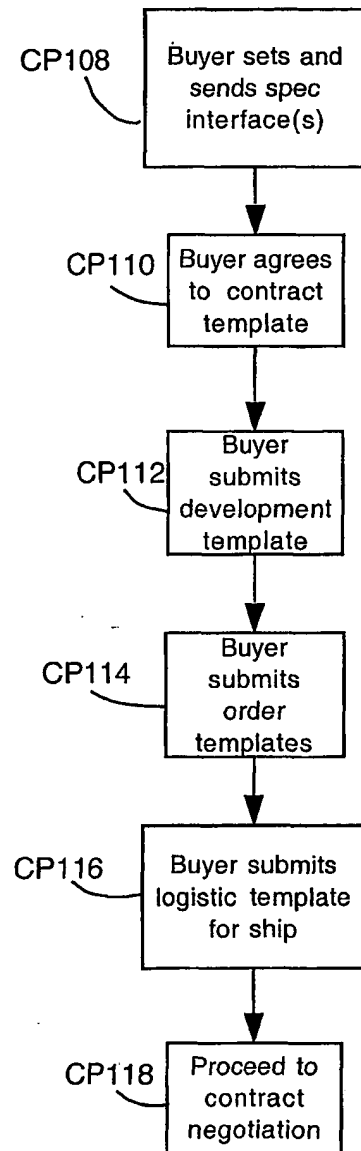 CP108
Buyer sets and
sends spec
interface(s)
CP110
Buyer agrees
to contract
template
CP112
Buyer
submits
development
template
CP114
Buyer
submits
order
templates
CP116
Buyer submits
logistic template
for ship
CP118
Proceed to
contract
negotiation